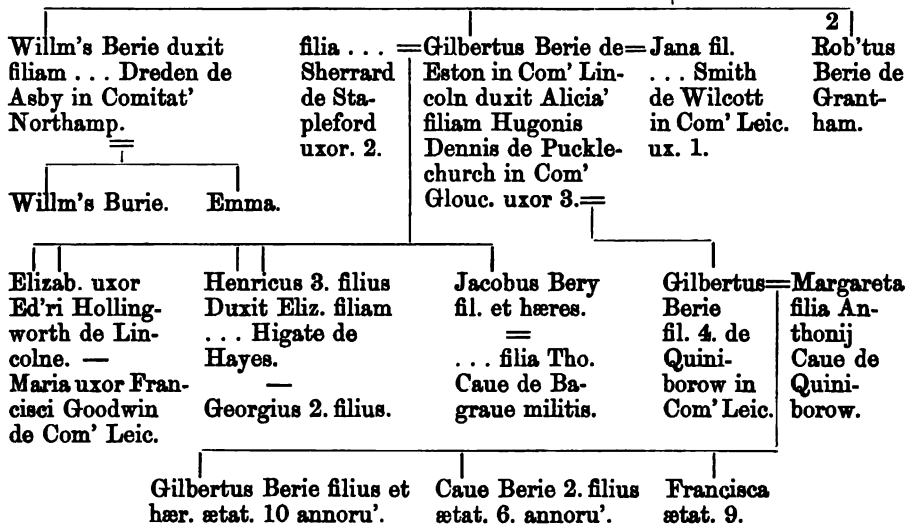 Willm's Berie duxit
filiam . . . Dreden de
Asby in Comitat'
Northamp.
filia . . .
Sherrard
de Sta-
pleford
uxor. 2.
Gilbertus Berie de
Eston in Com' Lin-
coln duxit Alicia'
filiam Hugonis
Dennis de Puckle-
church in Com'
Glouc. uxor 3.
Jana fil.
. . . Smith
de Wilcott
in Com' Leic.
ux. 1.
2
Rob'tus
Berie de
Grant-
ham.
Willm's Burie.
Emma.
Elizab. uxor
Ed'ri Holling-
worth de Lin-
colne. —
Maria uxor Fran-
cisci Goodwin
de Com' Leic.
Henricus 3. filius
Duxit Eliz. filiam
. . . Higate de
Hayes.
—
Georgius 2. filius.
Jacobus Bery
fil. et hæres.
=
. . . filia Tho.
Caue de Ba-
graue militis.
Gilbertus
Berie
fil. 4. de
Quini-
borow in
Com' Leic.
Margareta
filia An-
thonij
Caue de
Quini-
borow.
Gilbertus Berie filius et
hær. ætat. 10 annoru'.
Caue Berie 2. filius
ætat. 6. annoru'.
Francisca
ætat. 9.